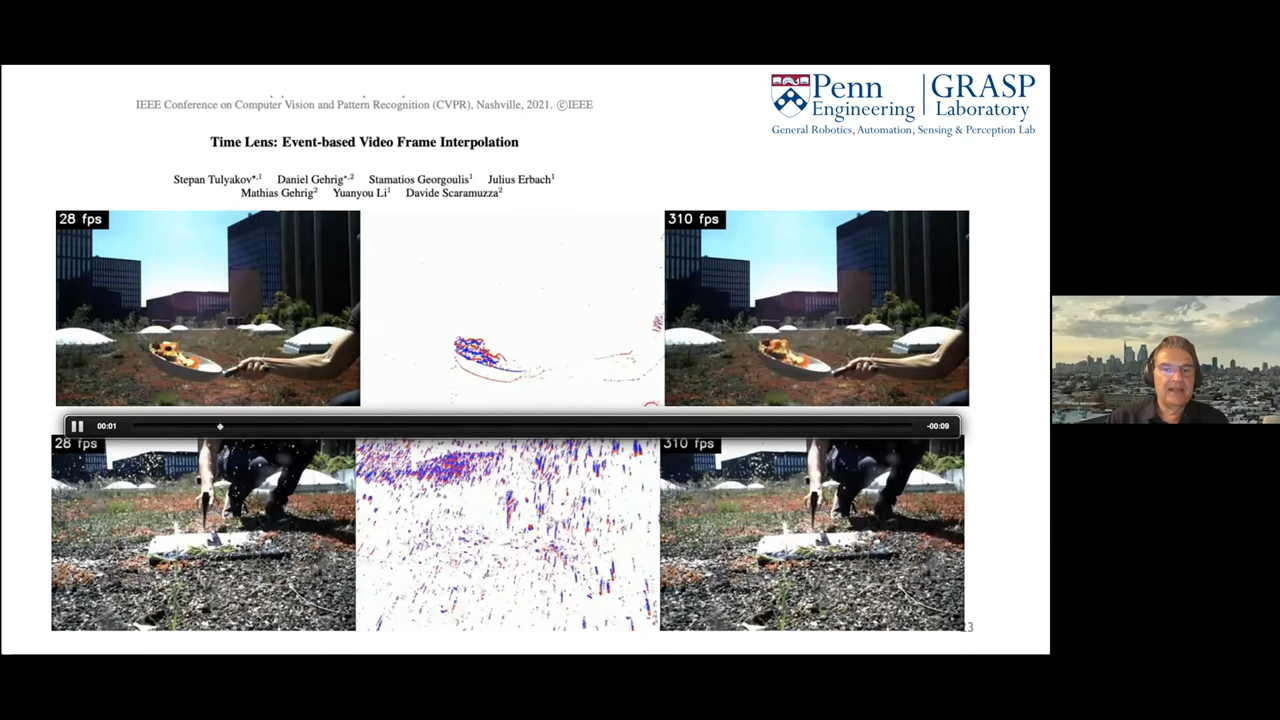 Penn
Engineering
GRASP
Laboratory
General Robotics, Automation, Sensing & Perception Lab
IEEE Conference on Computer Vision and Pattern Recognition (CVPR), Nashville, 2021. ©IEEE
Time Lens: Event-based Video Frame Interpolation
Stepan Tulyakov*,1 Daniel Gehrig*,2 Stamatios Georgoulis1 Julius Erbach1
Mathias Gehrig2 Yuanyou Li1 Davide Scaramuzza2
28 fps
310 fps
00:01
-00:09
28 fps
310 fps